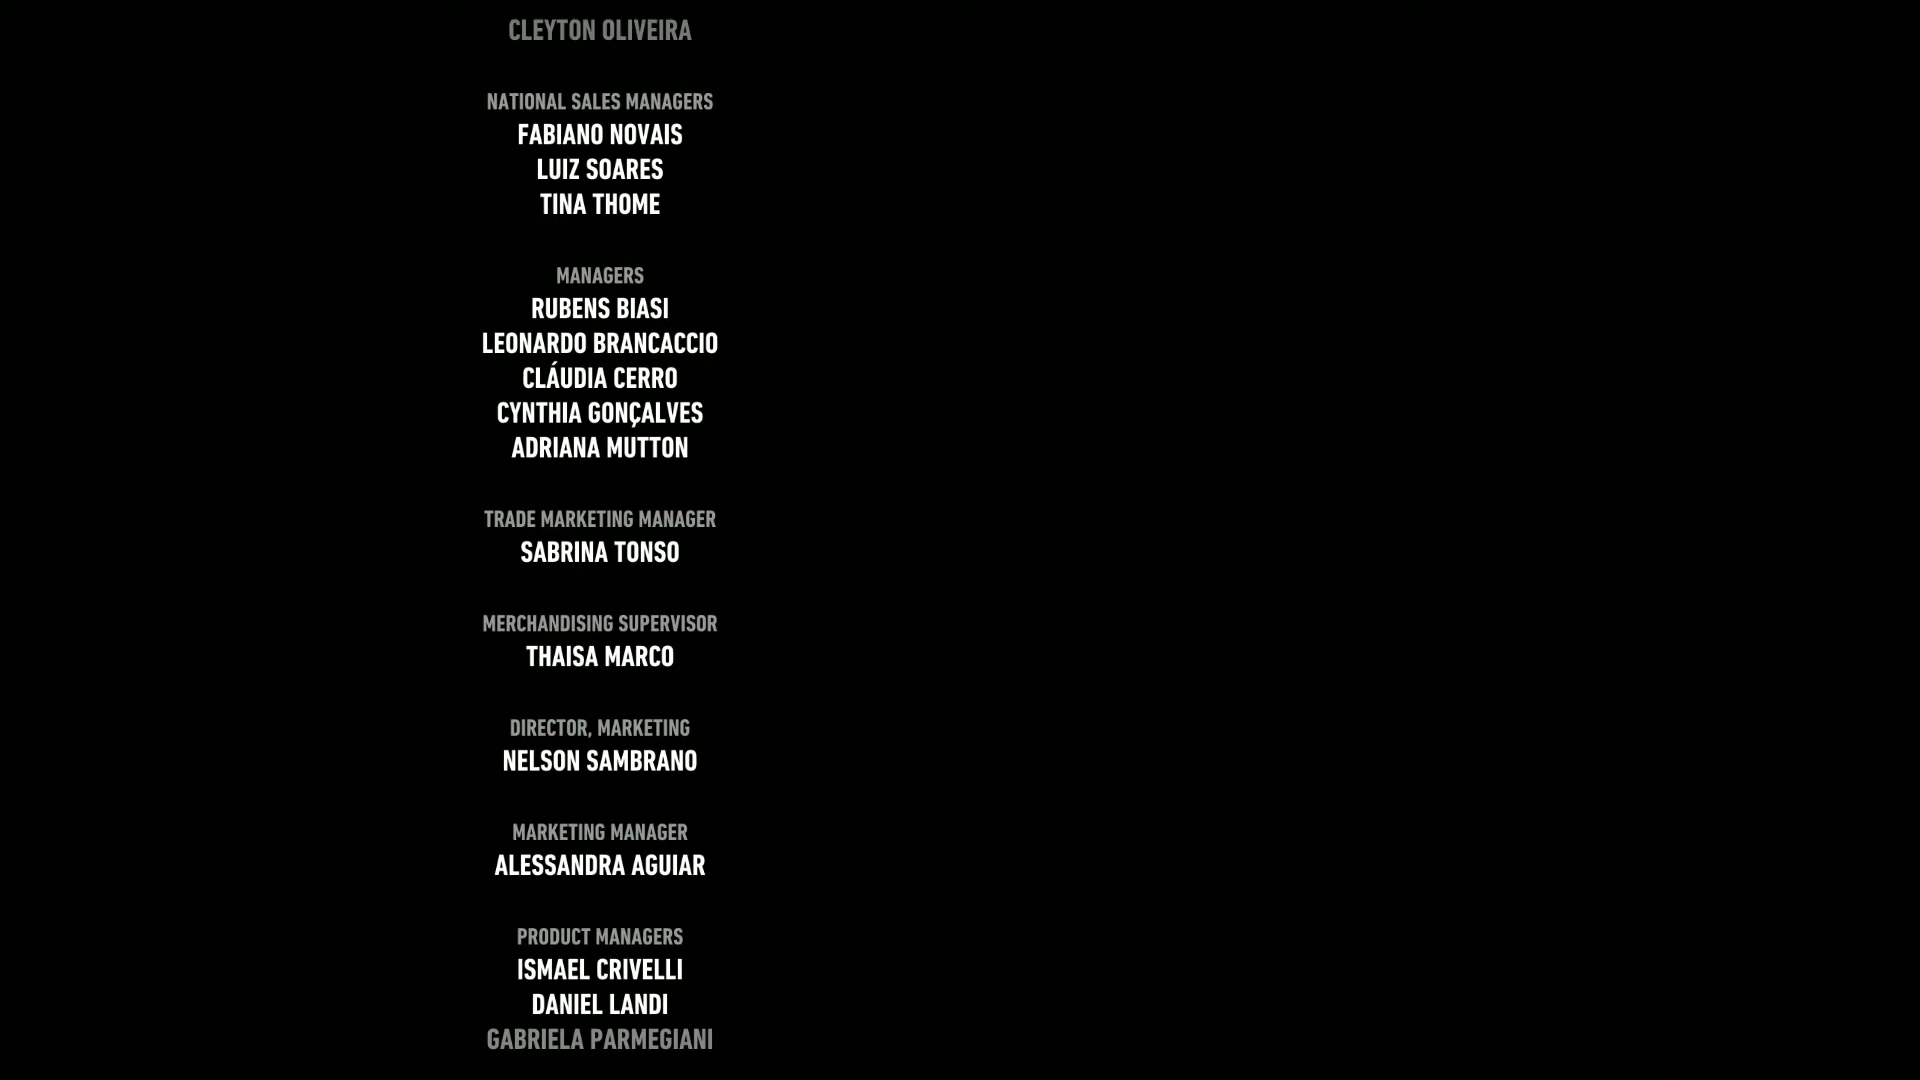 CLEYTON OLIVEIRA
NATIONAL SALES MANAGERS
FABIANO NOVAIS
LUIZ SOARES
TINA THOME
MANAGERS
RUBENS BIASI
LEONARDO BRANCACCIO
CLÁUDIA CERRO
CYNTHIA GONÇALVES
ADRIANA MUTTON
TRADE MARKETING MANAGER
SABRINA TONSO
MERCHANDISING SUPERVISOR
THAISA MARCO
DIRECTOR, MARKETING
NELSON SAMBRANO
MARKETING MANAGER
ALESSANDRA AGUIAR
PRODUCT MANAGERS
ISMAEL CRIVELLI
DANIEL LANDI
GABRIELA PARMEGIANI